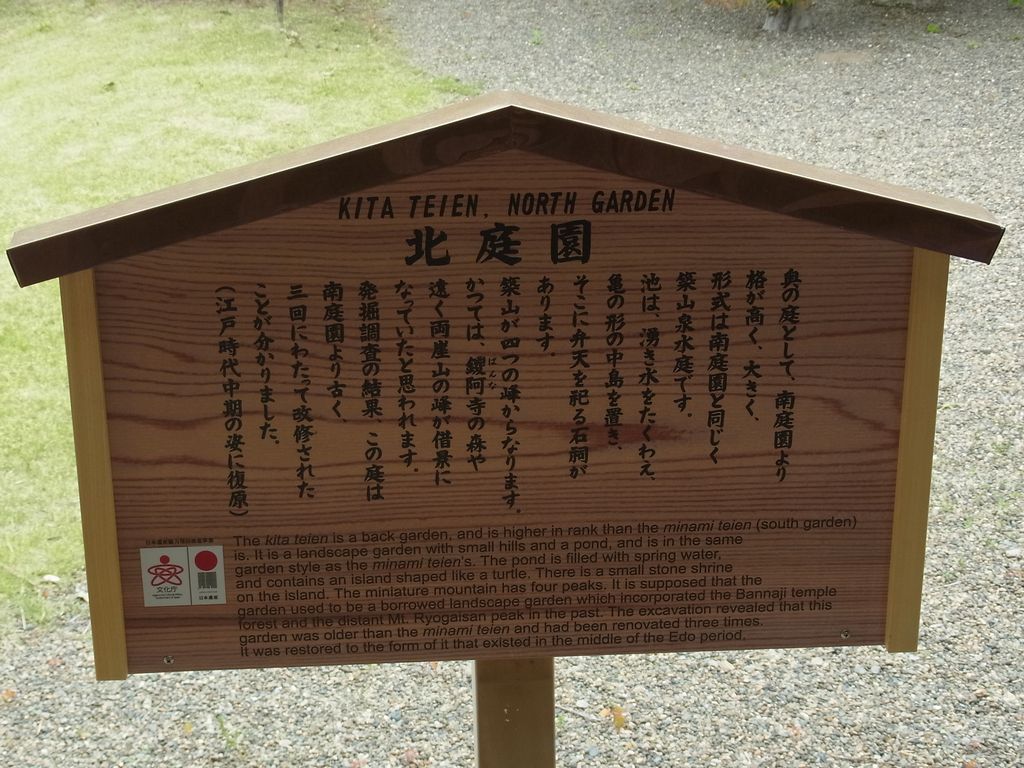 KITA TEIEN, NORTH GARDEN
北庭園
奥の庭として、南庭園より
格が高く、大きく、
形式は南庭園と同じく
築山泉水庭です。
池は、湧き水をたくわえ、
亀の形の中島を置き、
そこに弁天を祀る石祠が
あります。
築山が四つの峰からなります。
かつては、鑁阿寺の森や
ばんな
遠く両崖山の峰が借景に
なっていたと思われます。
発掘調査の結果、この庭は
南庭園より古く、
三回にわたって改修された
ことが分かりました。
（江戸時代中期の姿に復原）
The kita teien is a back garden, and is higher in rank than the minami teien (south garden)
is. It is a landscape garden with small hills and a pond, and is in the same
garden style as the minami teien's. The pond is filled with spring water,
and contains an island shaped like a turtle. There is a small stone shrine
on the island. The miniature mountain has four peaks. It is supposed that the
garden used to be a borrowed landscape garden which incorporated the Bannaji temple
forest and the distant Mt. Ryogaisan peak in the past. The excavation revealed that this
garden was older than the minami teien and had been renovated three times.
It was restored to the form of it that existed in the middle of the Edo period.
文化庁
日本遺産